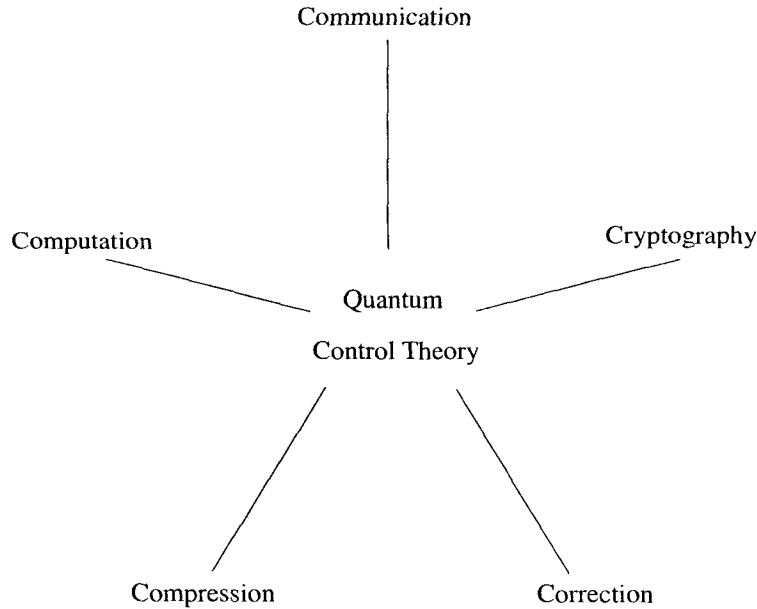 Communication
Computation
Cryptography
Quantum
Control Theory
Compression
Correction